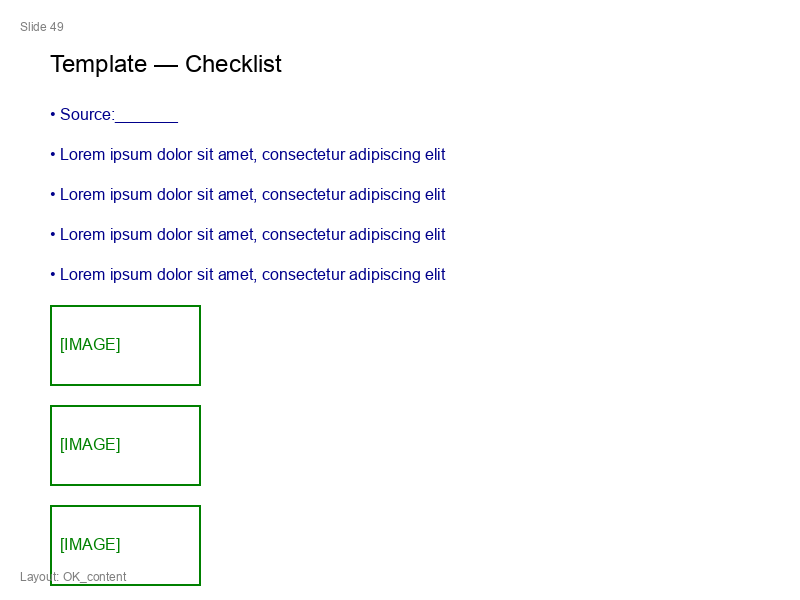 Slide 49
Template — Checklist
• Source:_______
• Lorem ipsum dolor sit amet, consectetur adipiscing elit
• Lorem ipsum dolor sit amet, consectetur adipiscing elit
• Lorem ipsum dolor sit amet, consectetur adipiscing elit
• Lorem ipsum dolor sit amet, consectetur adipiscing elit
[IMAGE]
[IMAGE]
[IMAGE]
Layout: OK_content